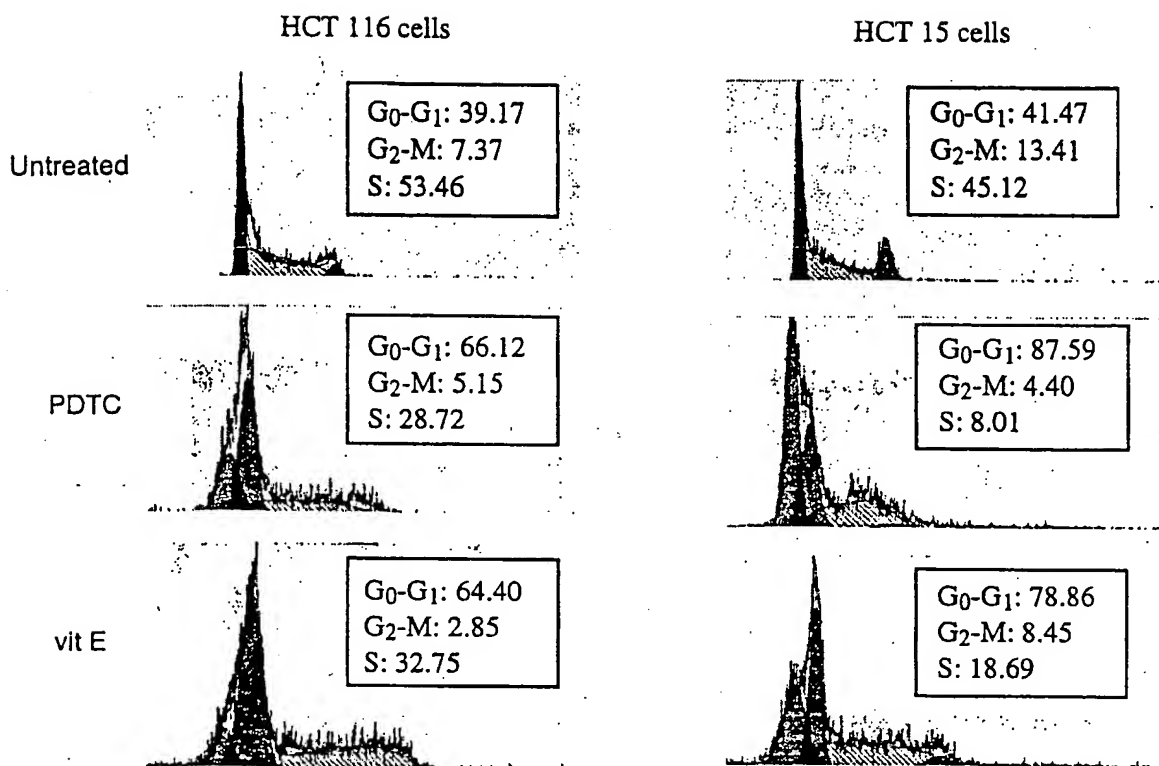 HCT 116 cells
HCT 15 cells
Untreated
G0-G1: 39.17
G2-M: 7.37
S: 53.46
G0-G1: 41.47
G2-M: 13.41
S: 45.12
PDTC
G0-G1: 66.12
G2-M: 5.15
S: 28.72
G0-G1: 87.59
G2-M: 4.40
S: 8.01
vit E
G0-G1: 64.40
G2-M: 2.85
S: 32.75
G0-G1: 78.86
G2-M: 8.45
S: 18.69